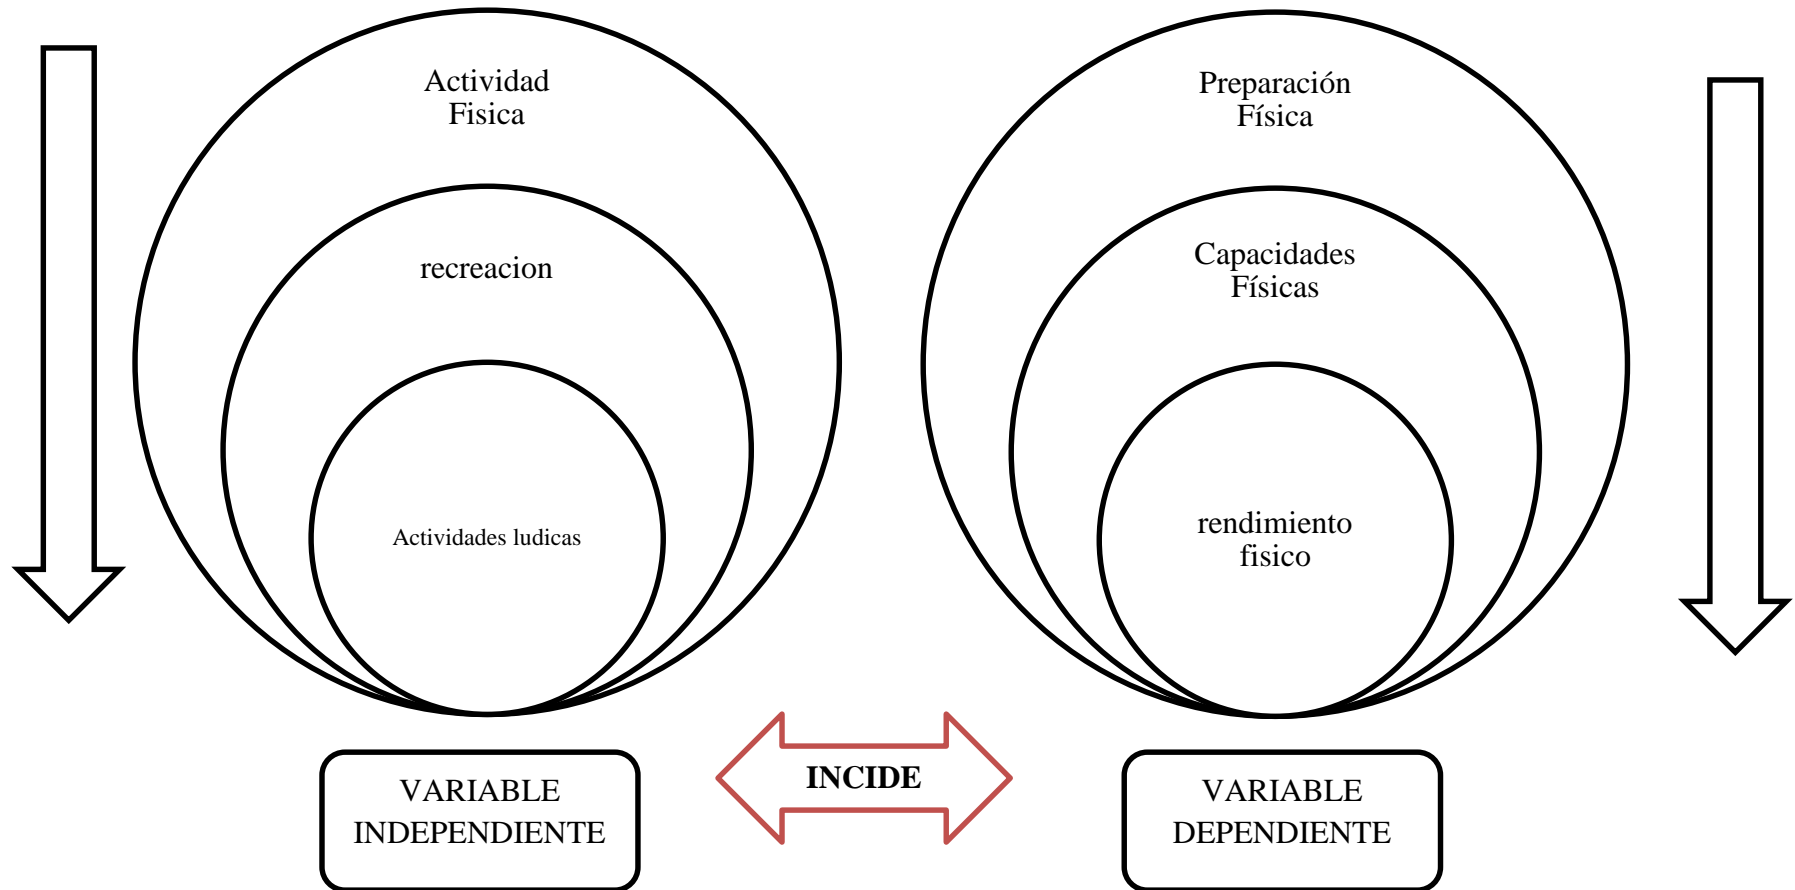 Actividad
Fisica
recreacion
Actividades ludicas
Preparación
Física
Capacidades
Físicas
rendimiento
fisico
VARIABLE
INDEPENDIENTE
INCIDE
VARIABLE
DEPENDIENTE